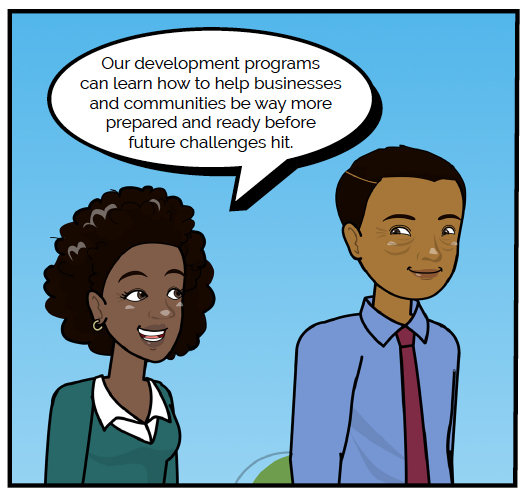 Our development programs
can learn how to help businesses
and communities be way more
prepared and ready before
future challenges hit.